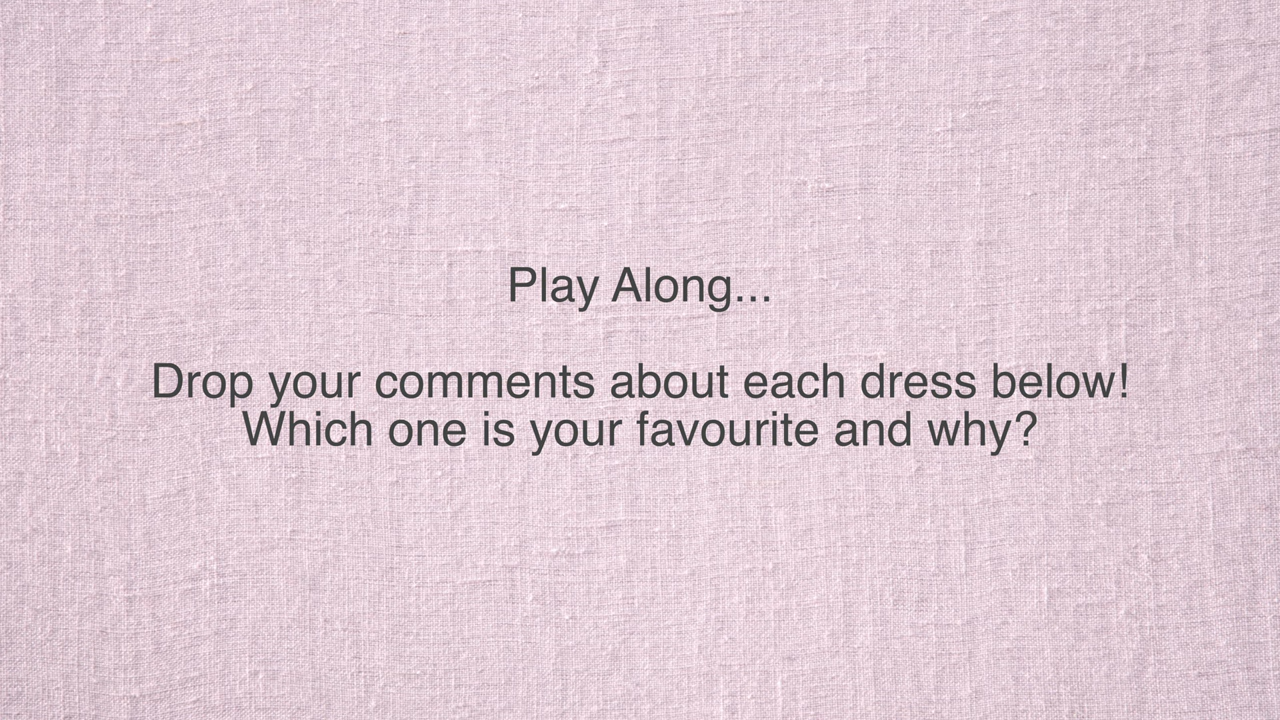 Play Along...
Drop your comments about each dress below!
Which one is your favourite and why?